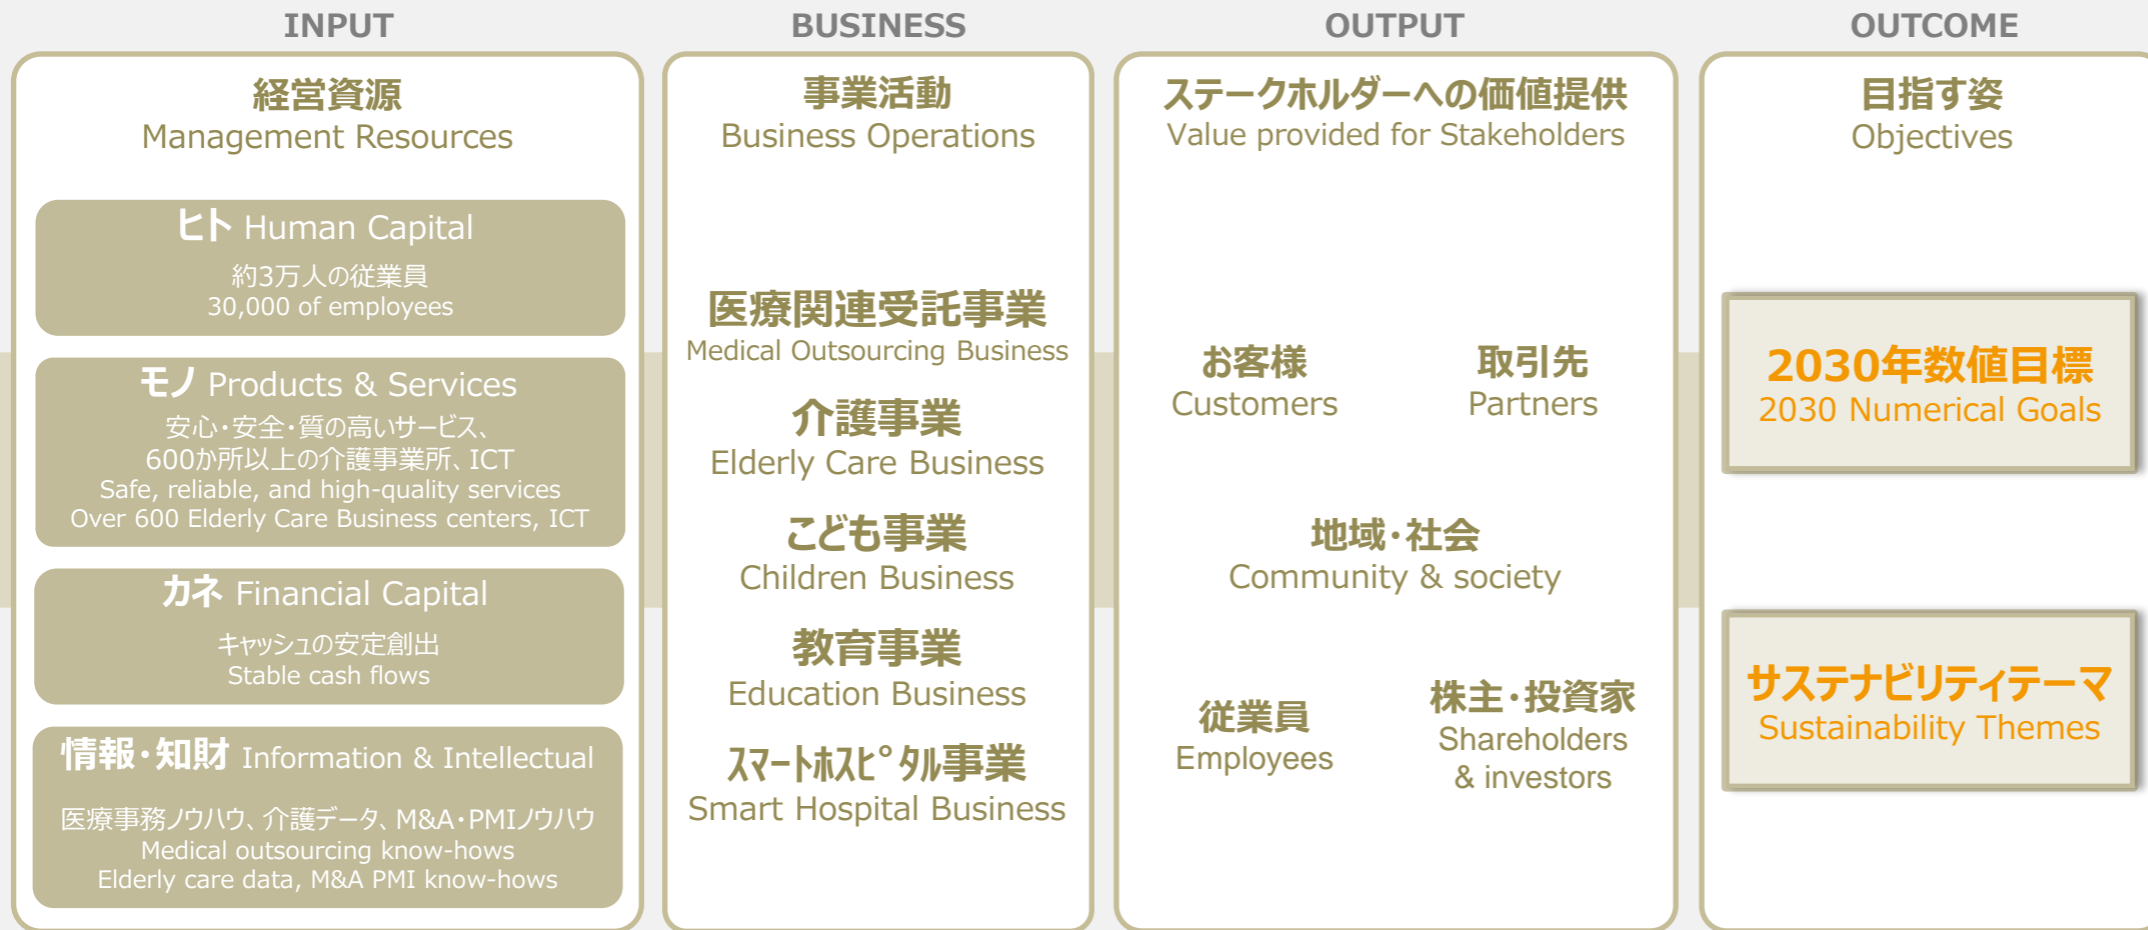 INPUT
経営資源
Management Resources
ヒト Human Capital
約3万人の従業員
30,000 of employees
モノ Products & Services
安心・安全・質の高いサービス、
600か所以上の介護事業所、ICT
Safe, reliable, and high-quality services
Over 600 Elderly Care Business centers, ICT
カネ Financial Capital
キャッシュの安定創出
Stable cash flows
情報・知財 Information & Intellectual
医療事務ノウハウ、介護データ、M&A・PMIノウハウ
Medical outsourcing know-hows
Elderly care data, M&A PMI know-hows
BUSINESS
事業活動
Business Operations
医療関連受託事業
Medical Outsourcing Business
介護事業
Elderly Care Business
こども事業
Children Business
教育事業
Education Business
ｽﾏｰﾄﾎｽﾋﾟﾀﾙ事業
Smart Hospital Business
OUTPUT
ステークホルダーへの価値提供
Value provided for Stakeholders
お客様
Customers
取引先
Partners
地域・社会
Community & society
従業員
Employees
株主・投資家
Shareholders
& investors
OUTCOME
目指す姿
Objectives
2030年数値目標
2030 Numerical Goals
サステナビリティテーマ
Sustainability Themes